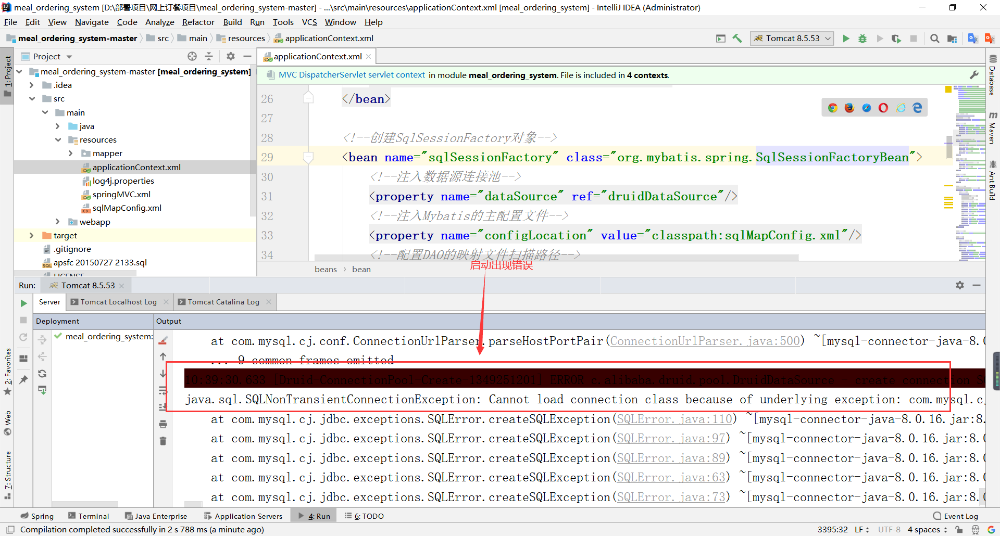 meal_ordering_system [D:\部署项目\网上订餐项目\meal_ordering_system-master] - ...\src\main\resources\applicationContext.xml [meal_ordering_system] - IntelliJ IDEA (Administrator)
File Edit View Navigate Code Analyze Refactor Build Run Tools VCS Window Help
meal_ordering_system-master src main resources applicationContext.xml Tomcat 8.5.53
1: Project
Project
meal_ordering_system-master [meal_ordering_system]
.idea
src
main
java
resources
mapper
applicationContext.xml
log4j.properties
springMVC.xml
sqlMapConfig.xml
webapp
target
.gitignore
apsfc 20150727 2133.sql
LICENSE
applicationContext.xml
MVC DispatcherServlet servlet context in module meal_ordering_system. File is included in 4 contexts.
26 </bean>
27
28 <!--创建SqlSessionFactory对象-->
29 <bean name="sqlSessionFactory" class="org.mybatis.spring.SqlSessionFactoryBean">
30 <!--注入数据源连接池-->
31 <property name="dataSource" ref="druidDataSource"/>
32 <!--注入Mybatis的主配置文件-->
33 <property name="configLocation" value="classpath:sqlMapConfig.xml"/>
34 <!--配置DAO的映射文件扫描路径-->
beans › bean
启动出现错误
Database
Maven
Ant Build
Run: Tomcat 8.5.53
Server Tomcat Localhost Log Tomcat Catalina Log
Deployment Output
meal_ordering_system:
at com.mysql.cj.conf.ConnectionUrlParser.parseHostPortPair(ConnectionUrlParser.java:500) ~[mysql-connector-java-8.0
... 9 common frames omitted
10:39:30.633 [Druid-ConnectionPool-Create-1349251201] ERROR c.alibaba.druid.pool.DruidDataSource - create connection S
java.sql.SQLNonTransientConnectionException: Cannot load connection class because of underlying exception: com.mysql.cj
at com.mysql.cj.jdbc.exceptions.SQLError.createSQLException(SQLError.java:110) ~[mysql-connector-java-8.0.16.jar:8.
at com.mysql.cj.jdbc.exceptions.SQLError.createSQLException(SQLError.java:97) ~[mysql-connector-java-8.0.16.jar:8.0
at com.mysql.cj.jdbc.exceptions.SQLError.createSQLException(SQLError.java:89) ~[mysql-connector-java-8.0.16.jar:8.0
at com.mysql.cj.jdbc.exceptions.SQLError.createSQLException(SQLError.java:63) ~[mysql-connector-java-8.0.16.jar:8.0
at com.mysql.cj.jdbc.exceptions.SQLError.createSQLException(SQLError.java:73) ~[mysql-connector-java-8.0.16.jar:8.0
2: Favorites
Web
7: Structure
Spring Terminal Java Enterprise Application Servers 4: Run 6: TODO Event Log
Compilation completed successfully in 2 s 788 ms (a minute ago) 3395:32 LF UTF-8 4 spaces